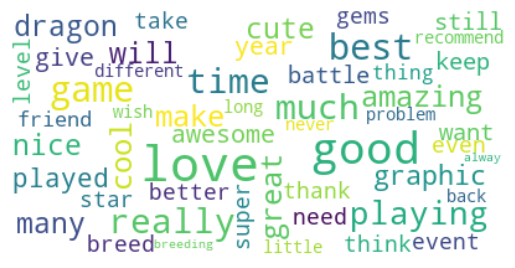 dragon take cute gems still
recommend
level give will year best keep
different battle thing
game time much amazing
friend wish make long never problem want
nice cool awesome even
love good alway
played great graphic
star better thank back
many really super need playing
breed breeding little think event